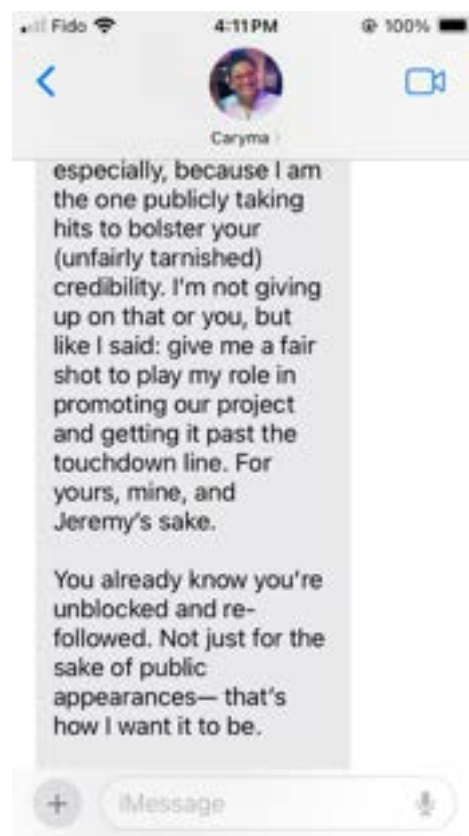 Fido 4:11 PM 100%
Caryma
especially, because I am
the one publicly taking
hits to bolster your
(unfairly tarnished)
credibility. I'm not giving
up on that or you, but
like I said: give me a fair
shot to play my role in
promoting our project
and getting it past the
touchdown line. For
yours, mine, and
Jeremy's sake.
You already know you're
unblocked and re-
followed. Not just for the
sake of public
appearances— that's
how I want it to be.
iMessage